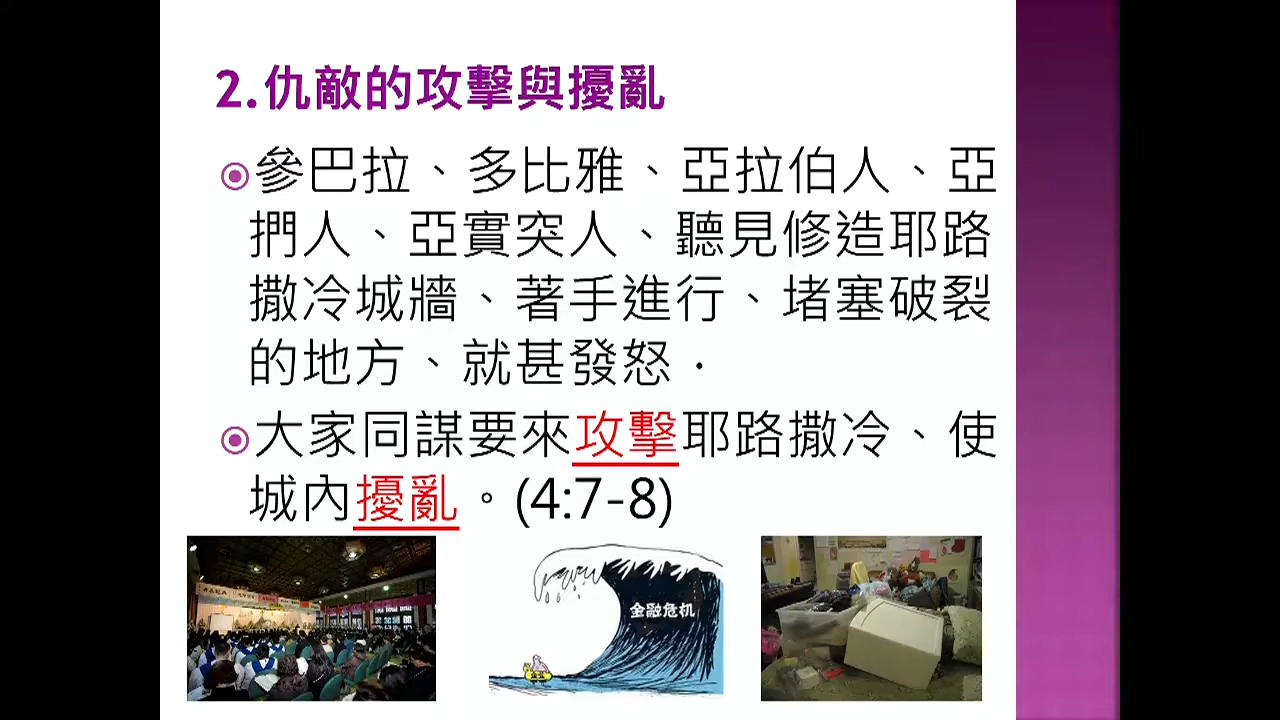 2.仇敵的攻擊與擾亂
參巴拉、多比雅、亞拉伯人、亞
捫人、亞實突人、聽見修造耶路
撒冷城牆、著手進行、堵塞破裂
的地方、就甚發怒．
大家同謀要來攻擊耶路撒冷、使
城內擾亂。(4:7-8)
金融危机